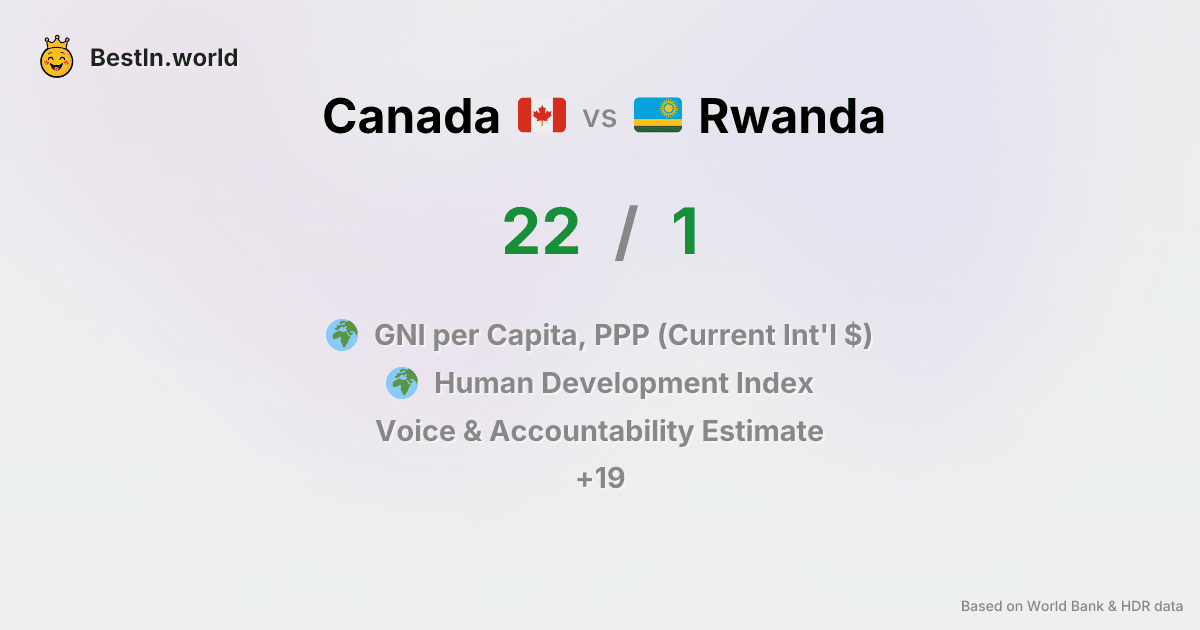 BestIn.world
Canada vs Rwanda
22 / 1
GNI per Capita, PPP (Current Int'l $)
Human Development Index
Voice & Accountability Estimate
+19
Based on World Bank & HDR data